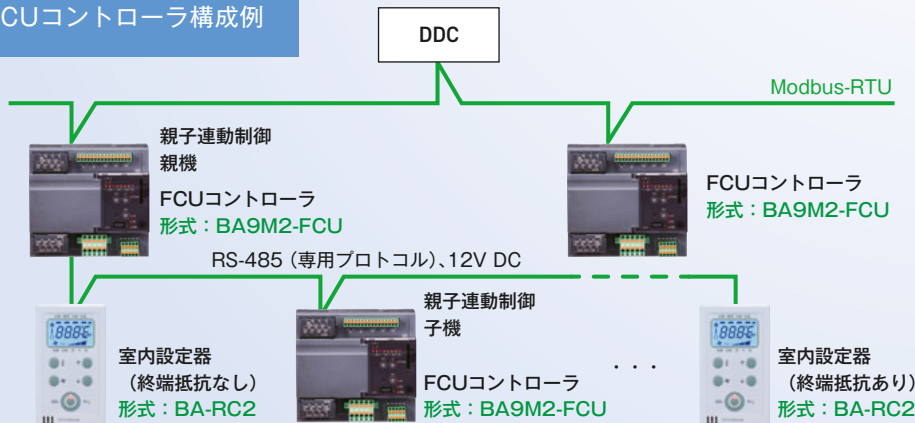 CUコントローラ構成例
DDC
Modbus-RTU
親子連動制御
親機
FCUコントローラ
形式：BA9M2-FCU
FCUコントローラ
形式：BA9M2-FCU
RS-485（専用プロトコル）、12V DC
親子連動制御
子機
FCUコントローラ
形式：BA9M2-FCU
・・・
室内設定器
（終端抵抗なし）
形式：BA-RC2
室内設定器
（終端抵抗あり）
形式：BA-RC2